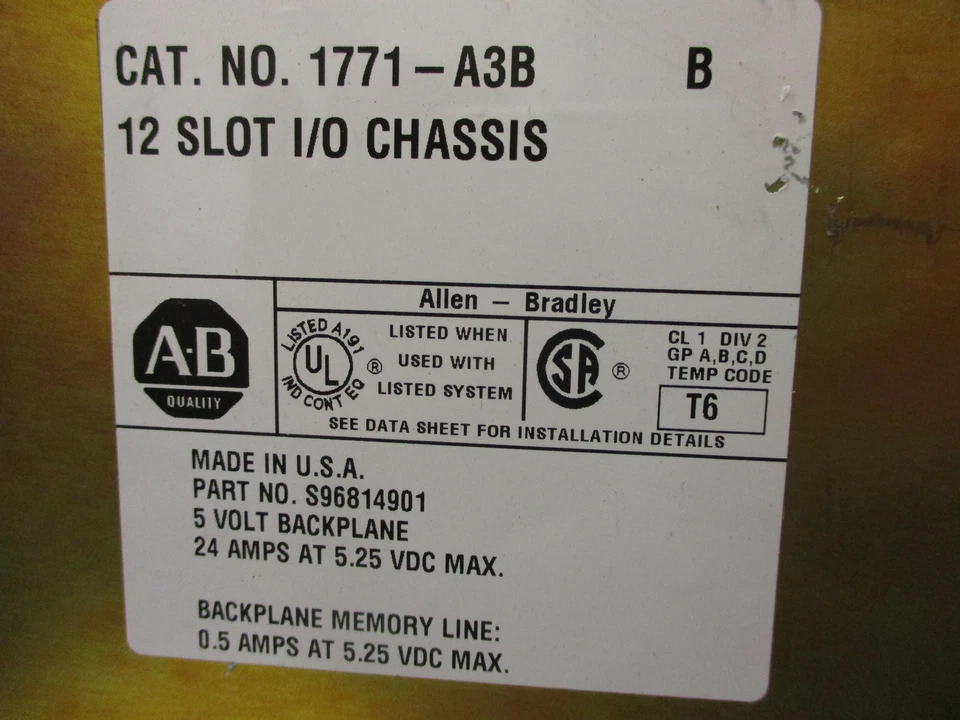 CAT. NO. 1771-A3B B
12 SLOT I/O CHASSIS
Allen - Bradley
A·B
QUALITY
LISTED A191
UL
IND CONT EQ
®
LISTED WHEN
USED WITH
LISTED SYSTEM
SA ®
CL 1 DIV 2
GP A,B,C,D
TEMP CODE
T6
SEE DATA SHEET FOR INSTALLATION DETAILS
MADE IN U.S.A.
PART NO. S96814901
5 VOLT BACKPLANE
24 AMPS AT 5.25 VDC MAX.
BACKPLANE MEMORY LINE:
0.5 AMPS AT 5.25 VDC MAX.